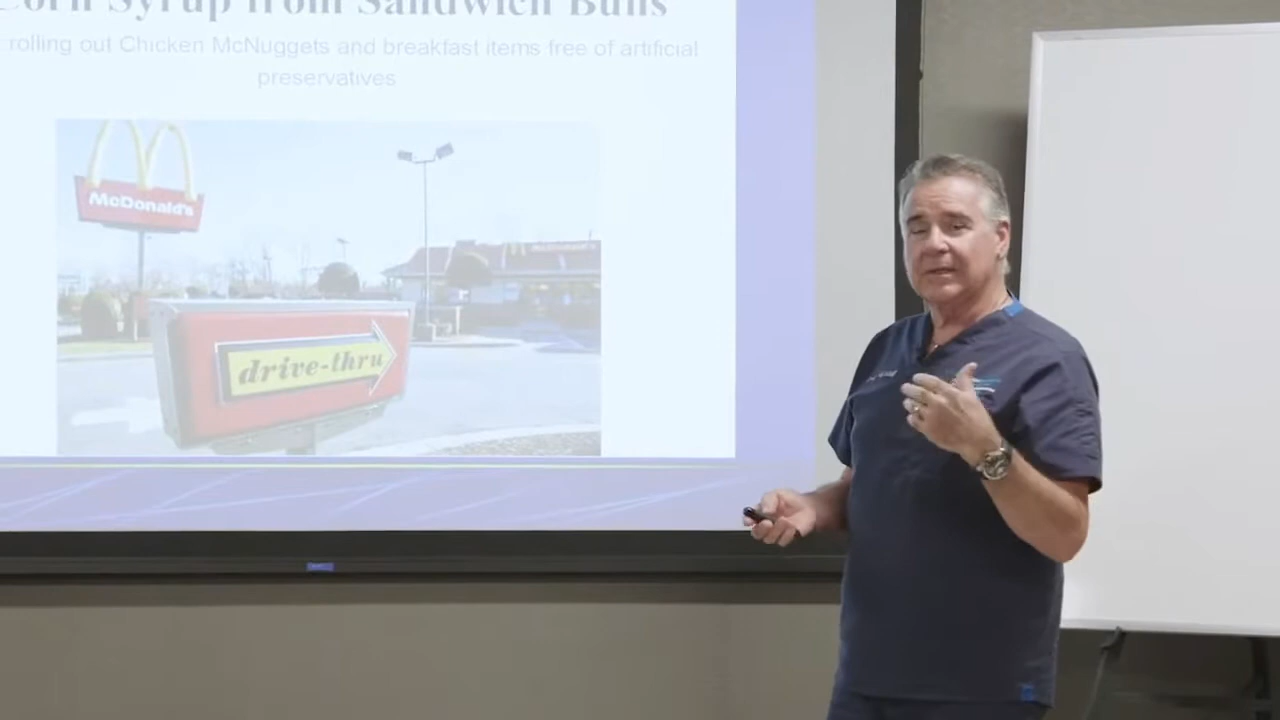 Corn Syrup from Sandwich Buns
rolling out Chicken McNuggets and breakfast items free of artificial
preservatives
McDonald's
drive-thru